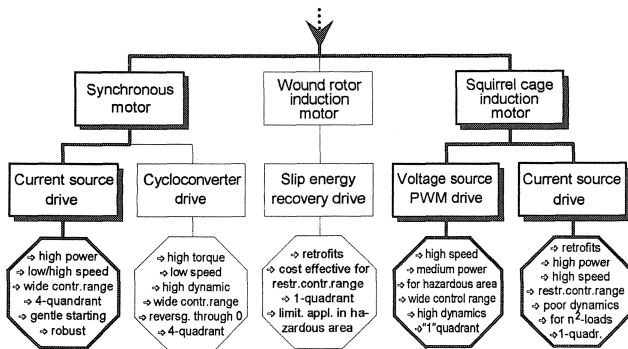 Synchronous
motor
Wound rotor
induction
motor
Squirrel cage
induction
motor
Current source
drive
Cycloconverter
drive
Slip energy
recovery drive
Voltage source
PWM drive
Current source
drive
→ high power
→ low/high speed
→ wide contr.range
→ 4-quandrant
→ gentle starting
→ robust
→ high torque
→ low speed
→ high dynamic
→ wide contr.range
→ reversg. through 0
→ 4-quadrant
→ retrofits
→ cost effective for
restr.contr.range
→ 1-quadrant
→ limit. appl. in ha-
zardous area
→ high speed
→ medium power
→ for hazardous area
→ wide control range
→ high dynamics
→ "1"quadrant
→ retrofits
→ high power
→ high speed
→ restr.contr.range
→ poor dynamics
→ for n²-loads
→ 1-quadr.